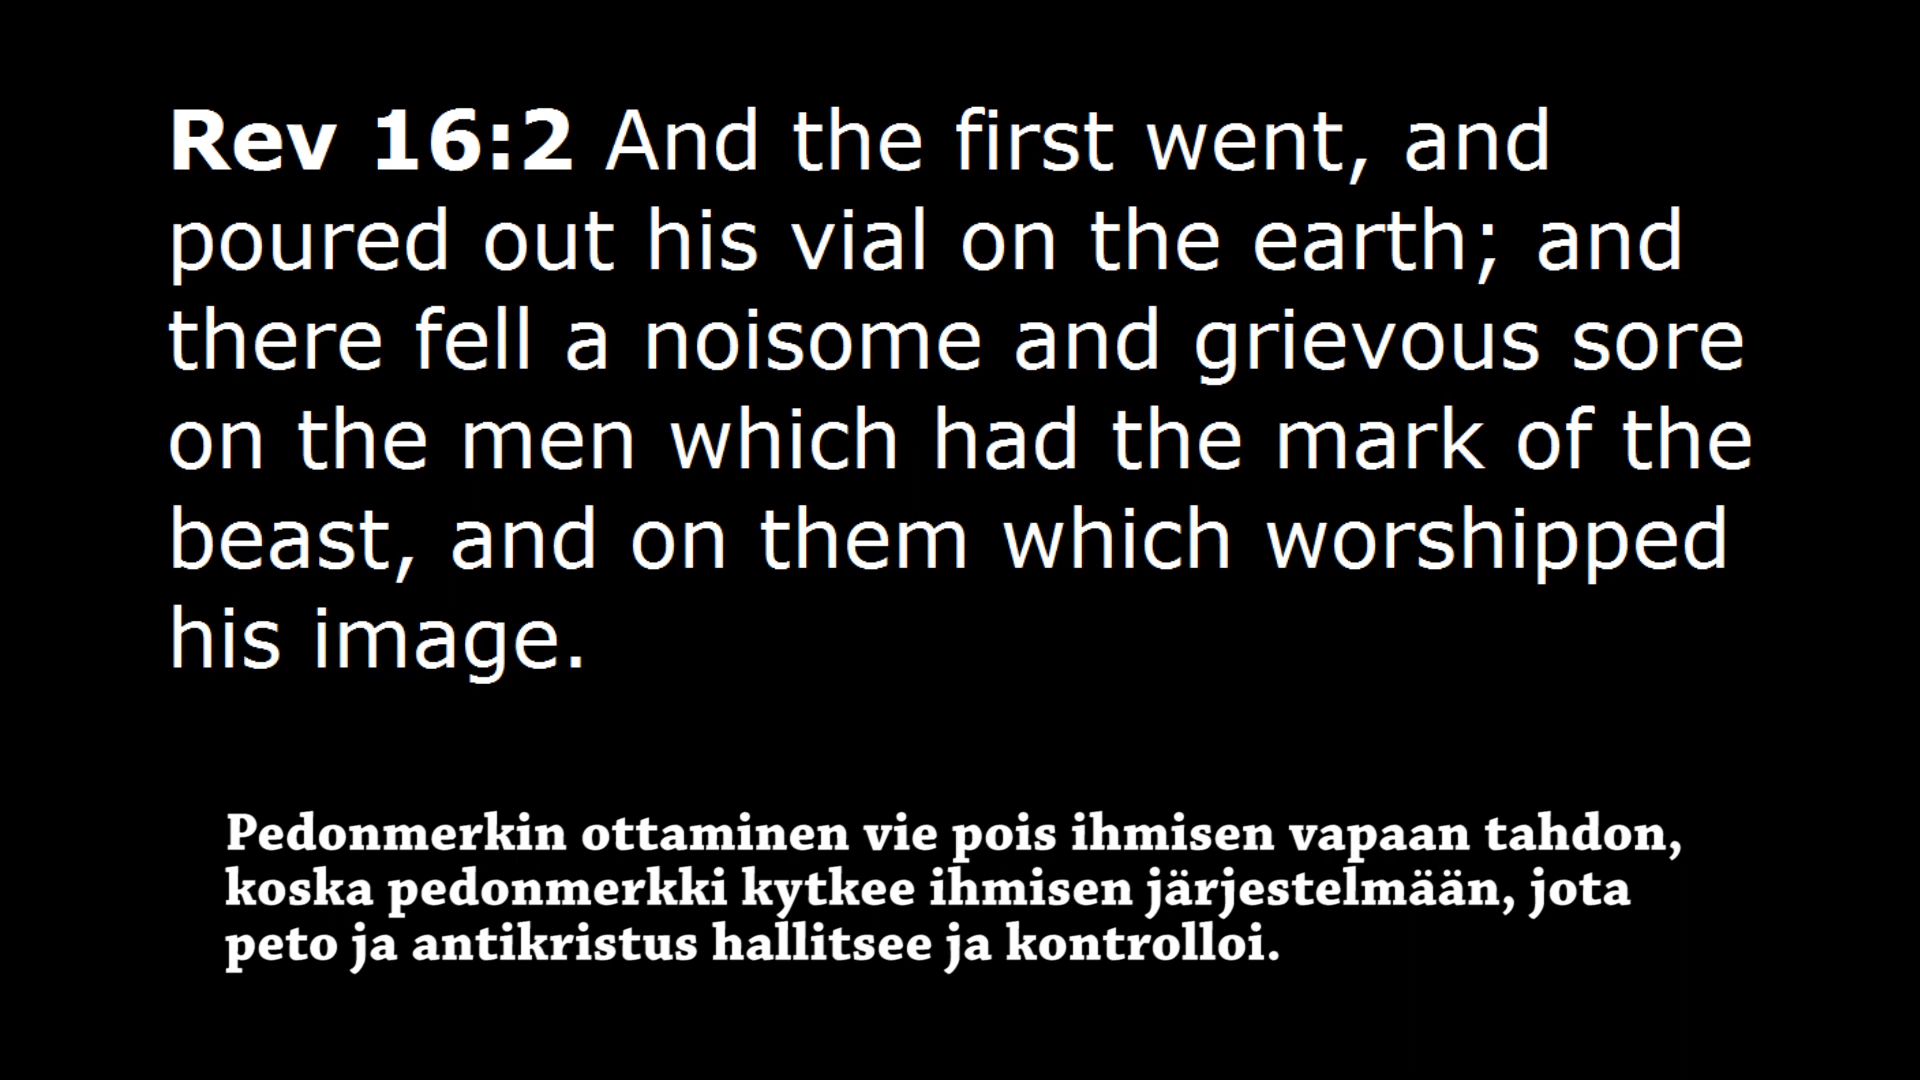 Rev 16:2 And the first went, and
poured out his vial on the earth; and
there fell a noisome and grievous sore
on the men which had the mark of the
beast, and on them which worshipped
his image.
Pedonmerkin ottaminen vie pois ihmisen vapaan tahdon,
koska pedonmerkki kytkee ihmisen järjestelmään, jota
peto ja antikristus hallitsee ja kontrolloi.